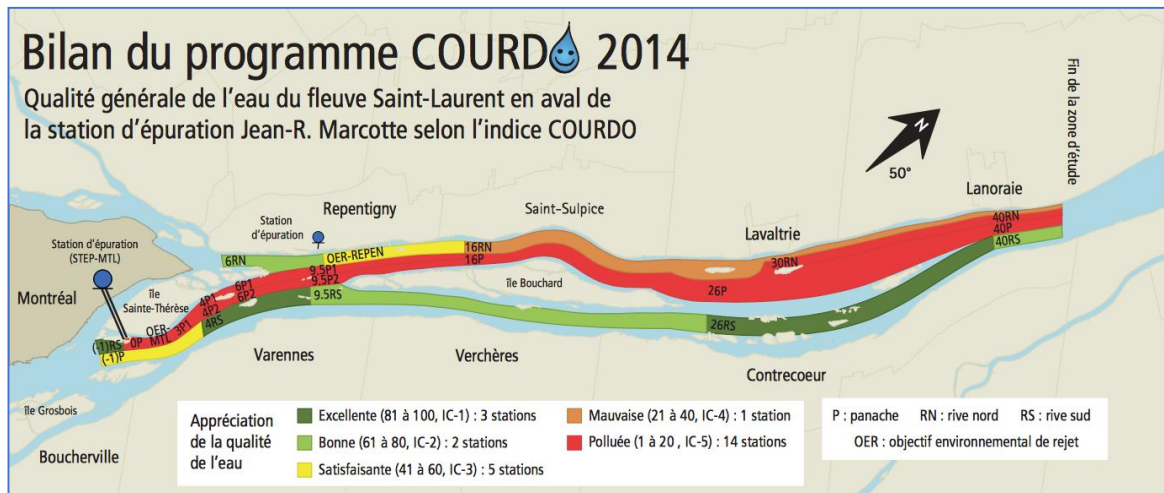 Bilan du programme COURDO 2014
Qualité générale de l'eau du fleuve Saint-Laurent en aval de
la station d'épuration Jean-R. Marcotte selon l'indice COURDO
Fin de la zone d'étude
N
50°
Lanoraie
Repentigny
Saint-Sulpice
Station
d'épuration
Lavaltrie
Station d'épuration
(STEP-MTL)
Montréal
île
Sainte-Thérèse
île Bouchard
6RN
OER-REPEN
16RN
16P
9.5P1
9.5P2
9.5RS
6P1
6P2
4P1
4P2
4RS
3P1
OER-
MTL
0P
(-1)RS
(-1)P
30RN
26P
26RS
40RN
40P
40RS
Varennes
Verchères
Contrecoeur
île Grosbois
Boucherville
Appréciation
de la qualité
de l'eau
Excellente (81 à 100, IC-1) : 3 stations
Bonne (61 à 80, IC-2) : 2 stations
Satisfaisante (41 à 60, IC-3) : 5 stations
Mauvaise (21 à 40, IC-4) : 1 station
Polluée (1 à 20 , IC-5) : 14 stations
P : panache RN : rive nord RS : rive sud
OER : objectif environnemental de rejet